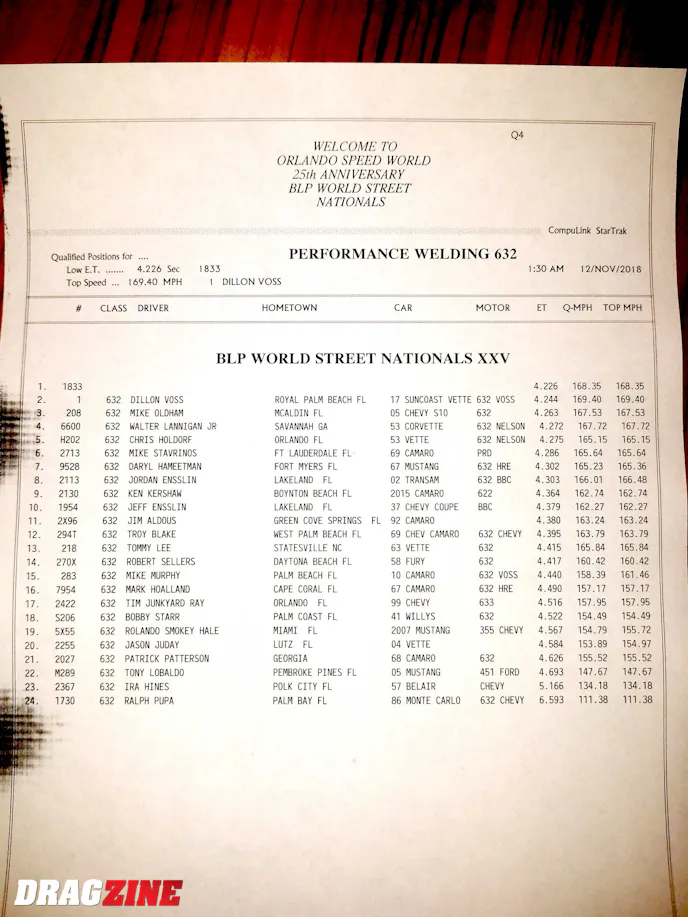 Q4
WELCOME TO
ORLANDO SPEED WORLD
25th ANNIVERSARY
BLP WORLD STREET
NATIONALS
CompuLink StarTrak
Qualified Positions for .... PERFORMANCE WELDING 632
Low E.T. ....... 4.226 Sec 1833 1:30 AM 12/NOV/2018
Top Speed ... 169.40 MPH 1 DILLON VOSS
# CLASS DRIVER HOMETOWN CAR MOTOR ET Q-MPH TOP MPH
BLP WORLD STREET NATIONALS XXV
1. 1833 4.226 168.35 168.35
2. 1 632 DILLON VOSS ROYAL PALM BEACH FL 17 SUNCOAST VETTE 632 VOSS 4.244 169.40 169.40
3. 208 632 MIKE OLDHAM MCALDIN FL 05 CHEVY S10 632 4.263 167.53 167.53
4. 6600 632 WALTER LANNIGAN JR SAVANNAH GA 53 CORVETTE 632 NELSON 4.272 167.72 167.72
5. H202 632 CHRIS HOLDORF ORLANDO FL 53 VETTE 632 NELSON 4.275 165.15 165.15
6. 2713 632 MIKE STAVRINOS FT LAUDERDALE FL 69 CAMARO PRD 4.286 165.64 165.64
7. 9528 632 DARYL HAMEETMAN FORT MYERS FL 67 MUSTANG 632 HRE 4.302 165.23 165.36
8. 2113 632 JORDAN ENSSLIN LAKELAND FL 02 TRANSAM 632 BBC 4.303 166.01 166.48
9. 2130 632 KEN KERSHAW BOYNTON BEACH FL 2015 CAMARO 622 4.364 162.74 162.74
10. 1954 632 JEFF ENSSLIN LAKELAND FL 37 CHEVY COUPE BBC 4.379 162.27 162.27
11. 2X96 632 JIM ALDOUS GREEN COVE SPRINGS FL 92 CAMARO 4.380 163.24 163.24
12. 294T 632 TROY BLAKE WEST PALM BEACH FL 69 CHEV CAMARO 632 CHEVY 4.395 163.79 163.79
13. 218 632 TOMMY LEE STATESVILLE NC 63 VETTE 632 4.415 165.84 165.84
14. 270X 632 ROBERT SELLERS DAYTONA BEACH FL 58 FURY 632 4.417 160.42 160.42
15. 283 632 MIKE MURPHY PALM BEACH FL 10 CAMARO 632 VOSS 4.440 158.39 161.46
16. 7954 632 MARK HOALLAND CAPE CORAL FL 67 CAMARO 632 HRE 4.490 157.17 157.17
17. 2422 632 TIM JUNKYARD RAY ORLANDO FL 99 CHEVY 633 4.516 157.95 157.95
18. S206 632 BOBBY STARR PALM COAST FL 41 WILLYS 632 4.522 154.49 154.49
19. 5X55 632 ROLANDO SMOKEY HALE MIAMI FL 2007 MUSTANG 355 CHEVY 4.567 154.79 155.72
20. 2255 632 JASON JUDAY LUTZ FL 04 VETTE 4.584 153.89 154.97
21. 2027 632 PATRICK PATTERSON GEORGIA 68 CAMARO 632 4.626 155.52 155.52
22. M289 632 TONY LOBALDO PEMBROKE PINES FL 05 MUSTANG 451 FORD 4.693 147.67 147.67
23. 2367 632 IRA HINES POLK CITY FL 57 BELAIR CHEVY 5.166 134.18 134.18
24. 1730 632 RALPH PUPA PALM BAY FL 86 MONTE CARLO 632 CHEVY 6.593 111.38 111.38
DRAGZINE